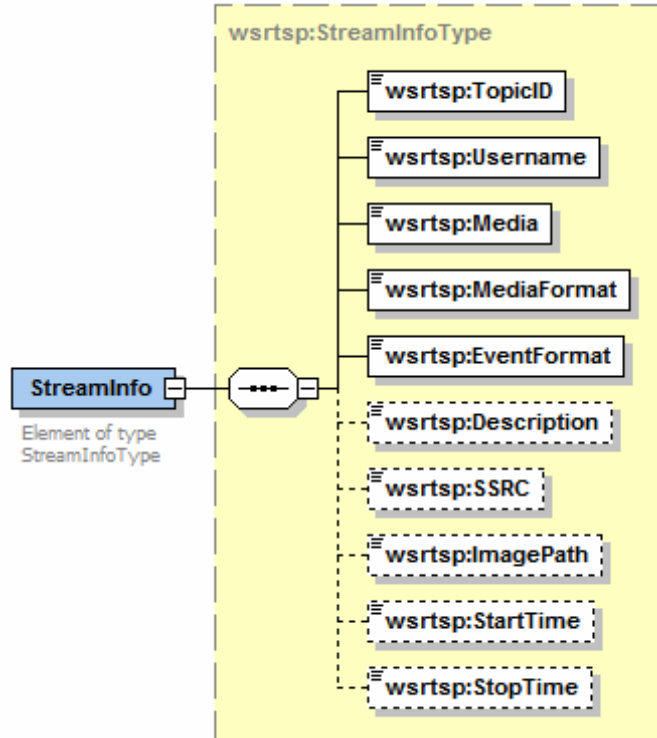 wsrtsp:StreamInfoType
wsrtsp:TopicID
wsrtsp:Username
wsrtsp:Media
wsrtsp:MediaFormat
wsrtsp:EventFormat
StreamInfo
Element of type
StreamInfoType
wsrtsp:Description
wsrtsp:SSRC
wsrtsp:ImagePath
wsrtsp:StartTime
wsrtsp:StopTime